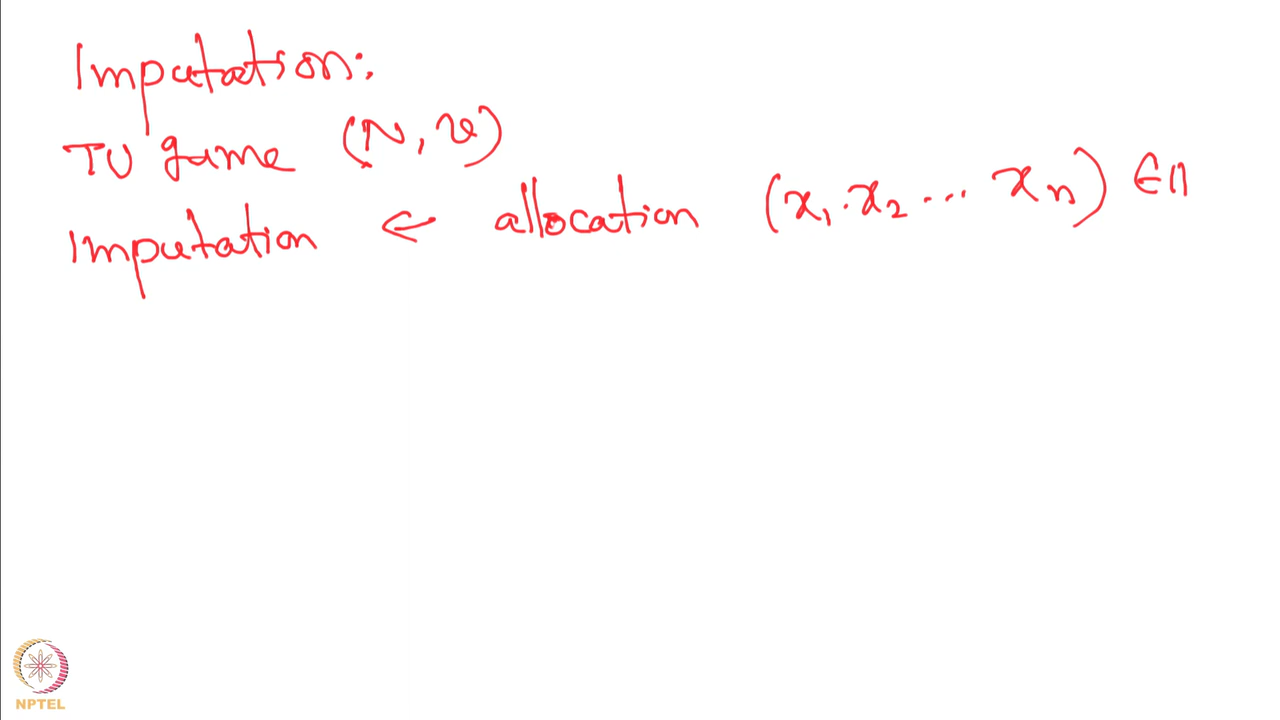 Imputation:
TU game (N, v)
Imputation ← allocation (x₁, x₂ ... xₙ) ∈
NPTEL